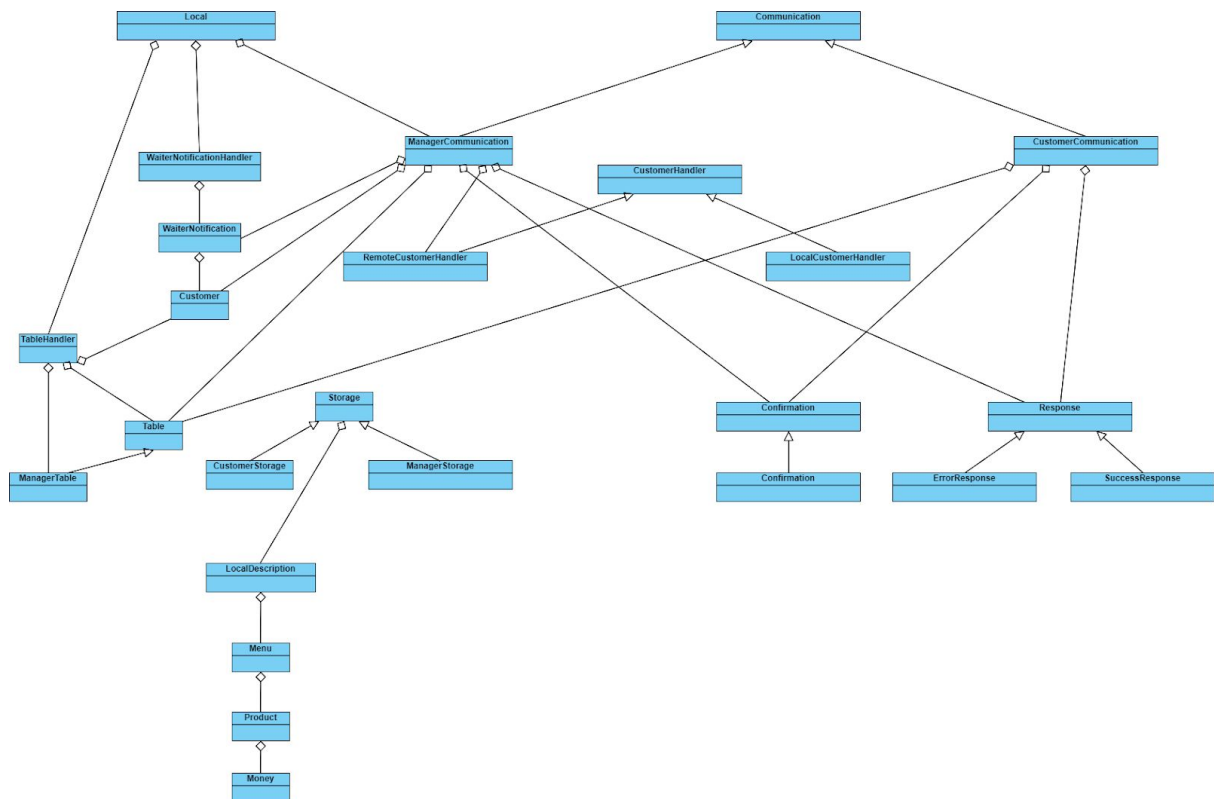 Local
Communication
ManagerCommunication
CustomerCommunication
WaiterNotificationHandler
CustomerHandler
WaiterNotification
RemoteCustomerHandler
LocalCustomerHandler
Customer
TableHandler
Storage
Confirmation
Response
Table
CustomerStorage
ManagerStorage
ManagerTable
Confirmation
ErrorResponse
SuccessResponse
LocalDescription
Menu
Product
Money